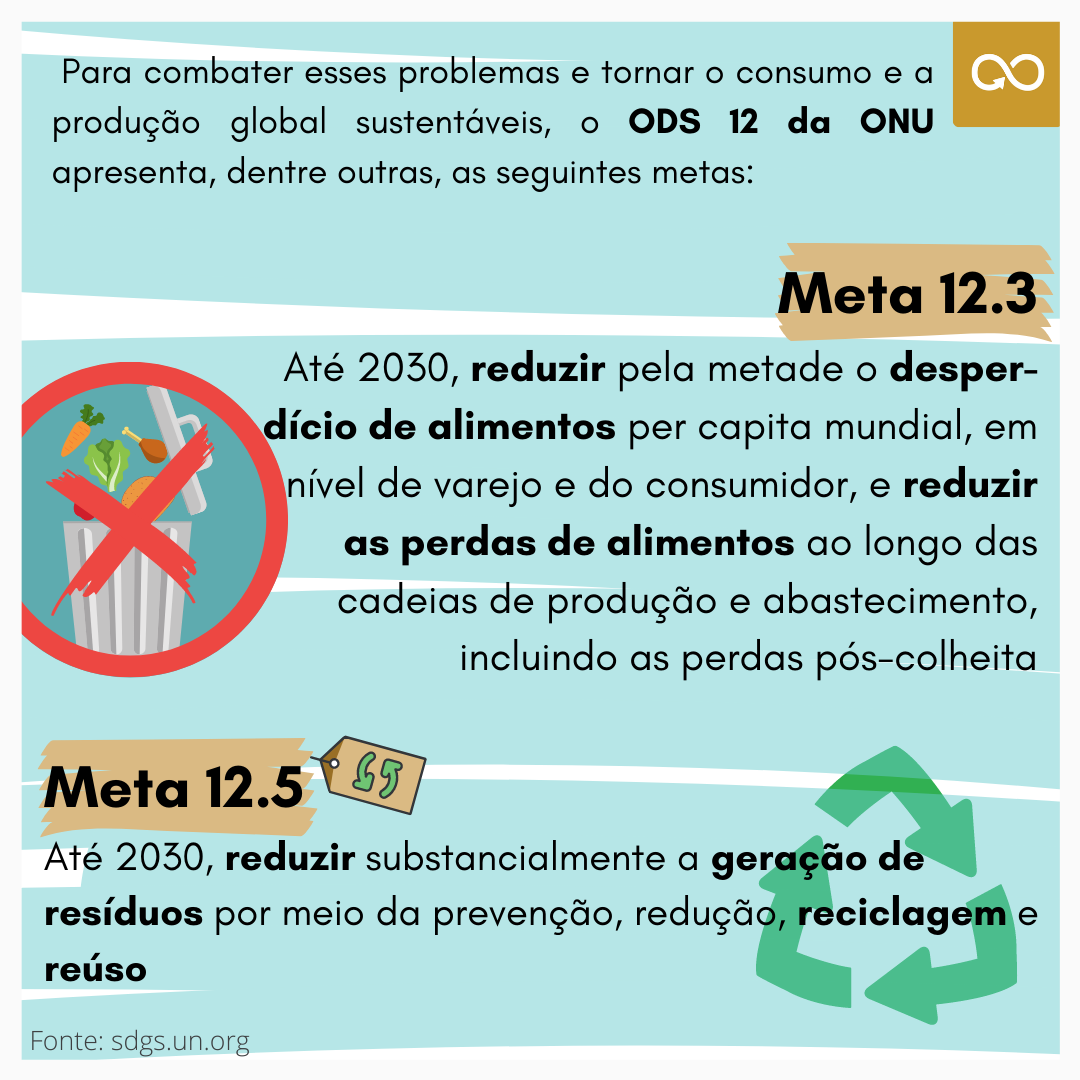 Para combater esses problemas e tornar o consumo e a
produção global sustentáveis, o ODS 12 da ONU
apresenta, dentre outras, as seguintes metas:
Meta 12.3
Até 2030, reduzir pela metade o desper-
dício de alimentos per capita mundial, em
nível de varejo e do consumidor, e reduzir
as perdas de alimentos ao longo das
cadeias de produção e abastecimento,
incluindo as perdas pós-colheita
Meta 12.5
Até 2030, reduzir substancialmente a geração de
resíduos por meio da prevenção, redução, reciclagem e
reúso
Fonte: sdgs.un.org